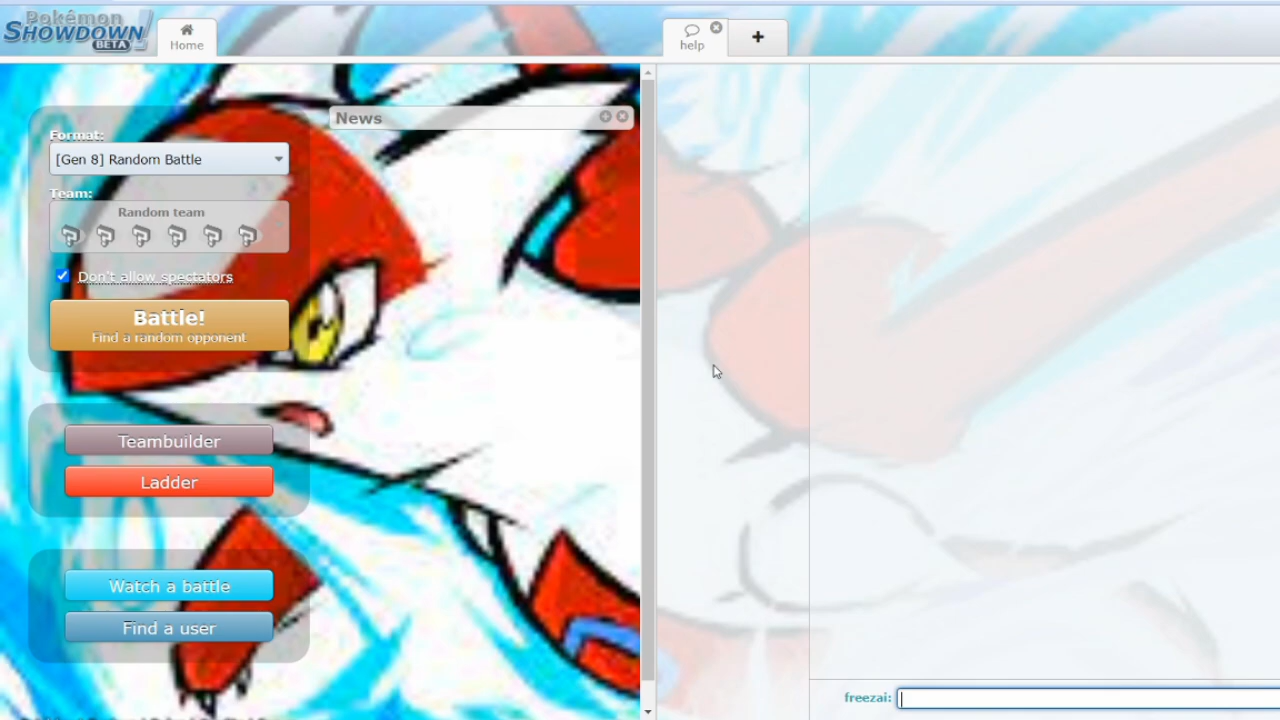 Pokémon
SHOWDOWN!
BETA
Home
help
+
News
Format:
[Gen 8] Random Battle
Team:
Random team
? ? ? ? ? ?
Don't allow spectators
Battle!
Find a random opponent
Teambuilder
Ladder
Watch a battle
Find a user
freezai: